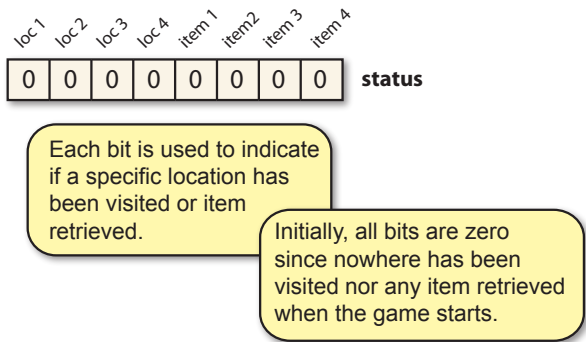 loc 1 loc 2 loc 3 loc 4 item 1 item2 item 3 item 4
0 0 0 0 0 0 0 0 status
Each bit is used to indicate
if a specific location has
been visited or item
retrieved.
Initially, all bits are zero
since nowhere has been
visited nor any item retrieved
when the game starts.